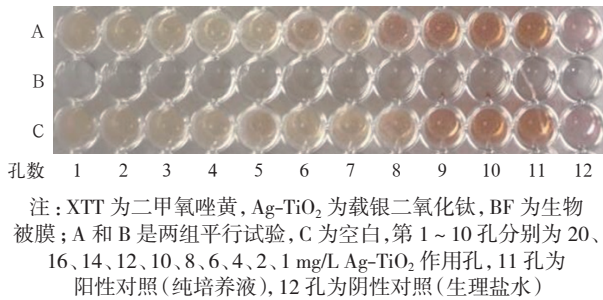 A
B
C
孔数 1 2 3 4 5 6 7 8 9 10 11 12
注:XTT 为二甲氧唑黄,Ag-TiO₂ 为载银二氧化钛,BF 为生物
被膜;A 和 B 是两组平行试验,C 为空白,第 1~10 孔分别为 20、
16、14、12、10、8、6、4、2、1 mg/L Ag-TiO₂ 作用孔,11 孔为
阳性对照(纯培养液),12 孔为阴性对照(生理盐水)